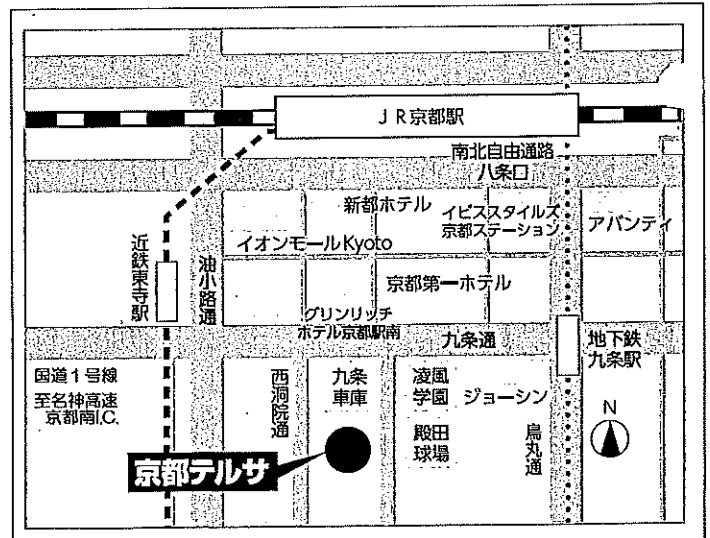 JR京都駅
南北自由通路
八条口
新都ホテル
イビススタイルズ
京都ステーション
アバンティ
イオンモールKyoto
近鉄東寺駅
油小路通
京都第一ホテル
グリンリッチ
ホテル京都駅南
九条通
地下鉄
九条駅
国道1号線
至名神高速
京都南I.C.
西洞院通
九条
車庫
凌風
学園
ジョーシン
殿田
球場
烏丸通
N
京都テルサ